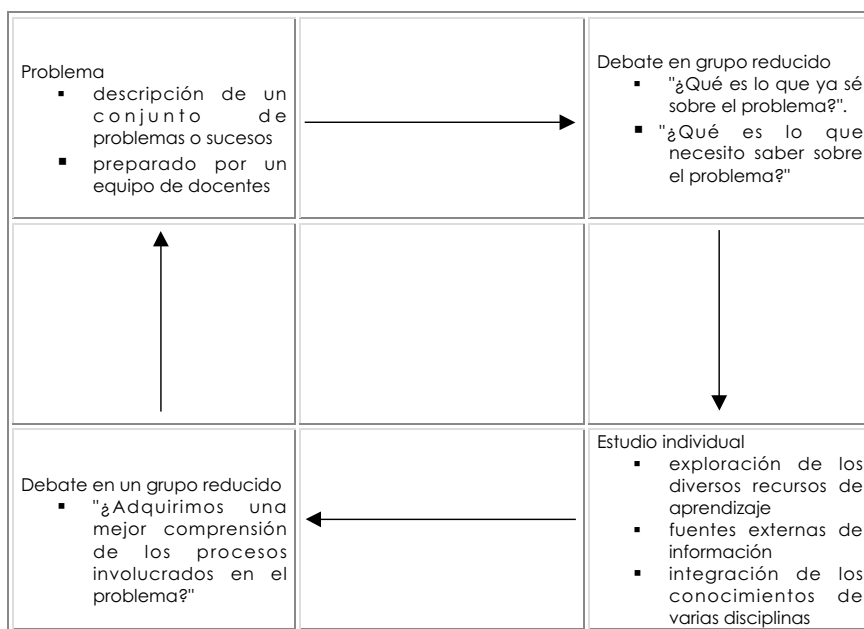 Problema
▪ descripción de un
conjunto de
problemas o sucesos
▪ preparado por un
equipo de docentes
Debate en grupo reducido
▪ "¿Qué es lo que ya sé
sobre el problema?".
▪ "¿Qué es lo que
necesito saber sobre
el problema?"
Debate en un grupo reducido
▪ "¿Adquirimos una
mejor comprensión
de los procesos
involucrados en el
problema?"
Estudio individual
▪ exploración de los
diversos recursos de
aprendizaje
▪ fuentes externas de
información
▪ integración de los
conocimientos de
varias disciplinas